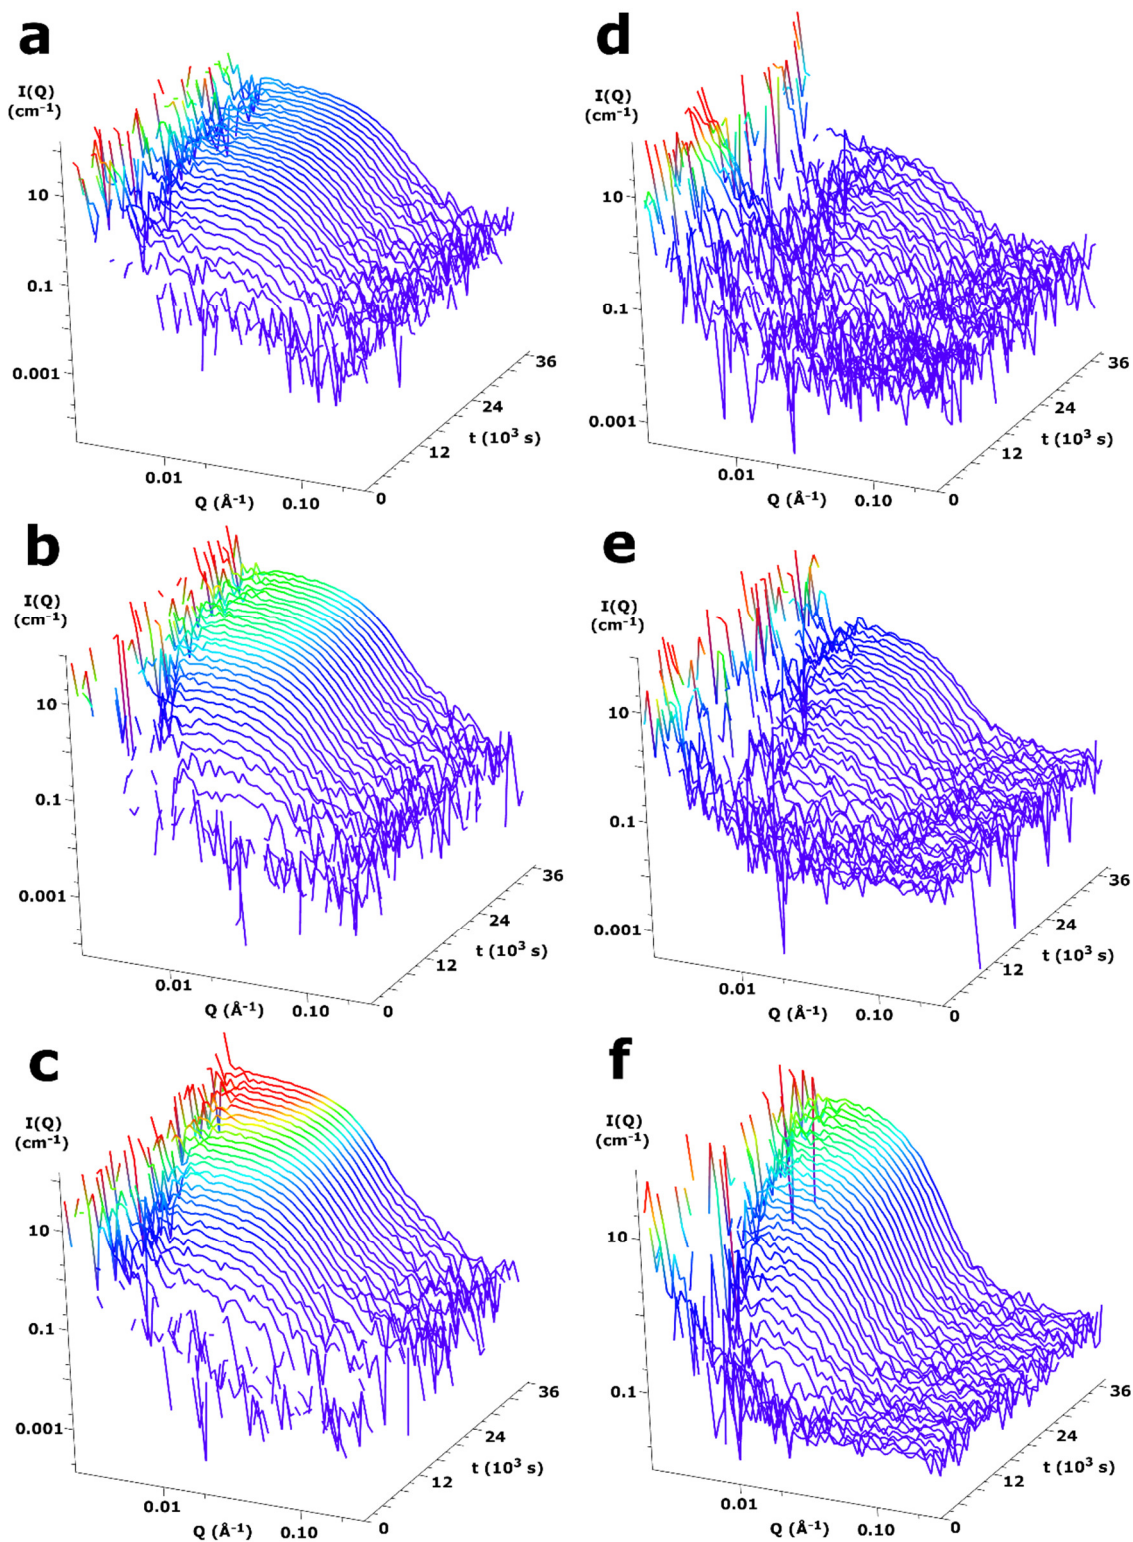 a
I(Q)
(cm⁻¹)
10
0.1
0.001
0.01
0.10
Q (Å⁻¹)
0
12
24
36
t (10³ s)
d
I(Q)
(cm⁻¹)
10
0.1
0.001
0.01
0.10
Q (Å⁻¹)
0
12
24
36
t (10³ s)
b
I(Q)
(cm⁻¹)
10
0.1
0.001
0.01
0.10
Q (Å⁻¹)
0
12
24
36
t (10³ s)
e
I(Q)
(cm⁻¹)
10
0.1
0.001
0.01
0.10
Q (Å⁻¹)
0
12
24
36
t (10³ s)
c
I(Q)
(cm⁻¹)
10
0.1
0.001
0.01
0.10
Q (Å⁻¹)
0
12
24
36
t (10³ s)
f
I(Q)
(cm⁻¹)
10
0.1
0.01
0.10
Q (Å⁻¹)
0
12
24
36
t (10³ s)